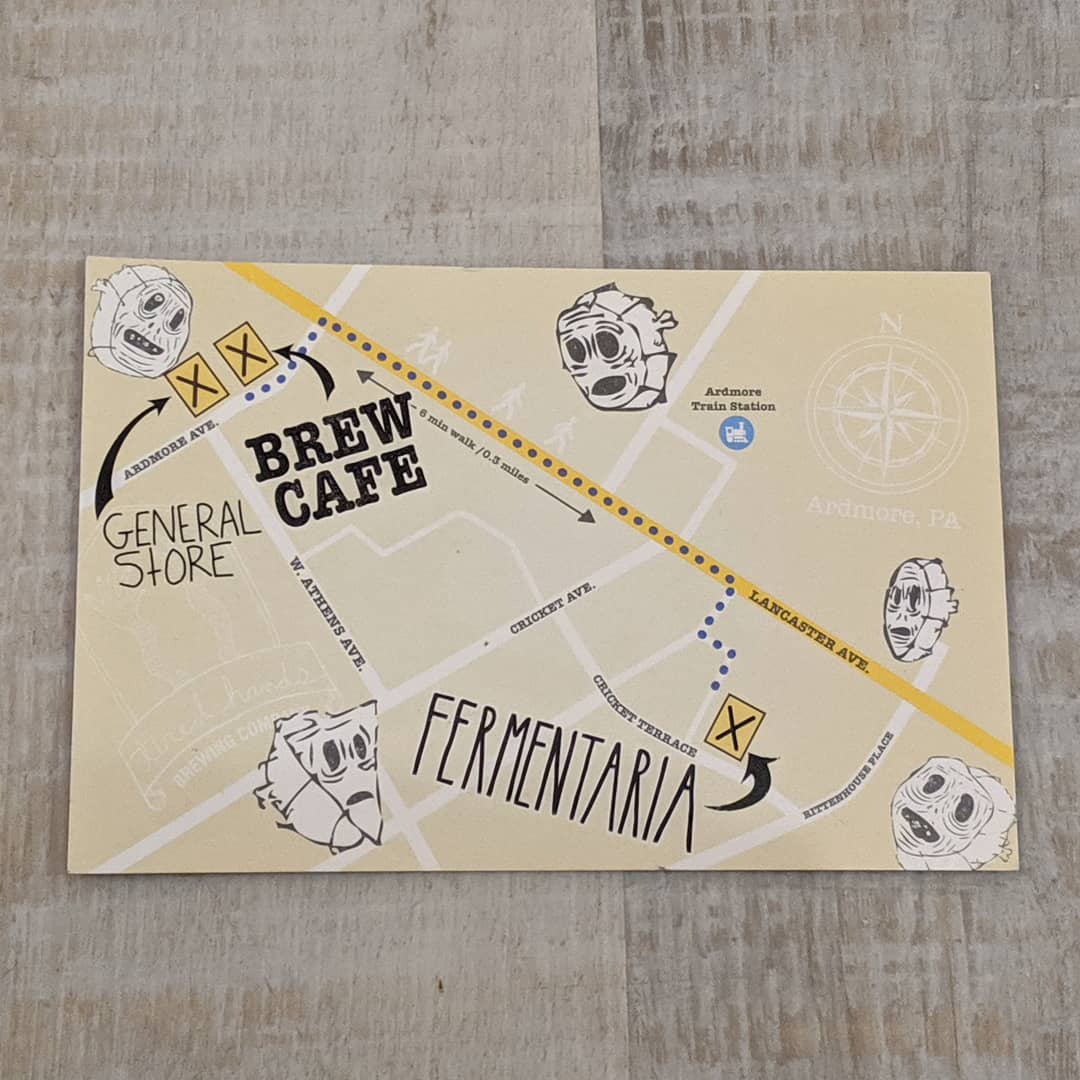 N
Ardmore
Train Station
Ardmore, PA
ARDMORE AVE.
BREW
CAFE
6 min walk / 0.3 miles
GENERAL
STORE
W. ATHENS AVE.
CRICKET AVE.
LANCASTER AVE.
tired hands
BREWING COMPANY
CRICKET TERRACE
FERMENTARIA
RITTENHOUSE PLACE